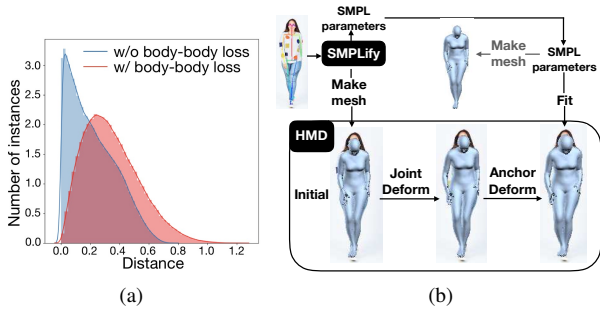 w/o body-body loss
w/ body-body loss
Number of instances
3.0
2.5
2.0
1.5
1.0
0.5
0.0
0.0 0.2 0.4 0.6 0.8 1.0 1.2
Distance
(a)
SMPL
parameters
SMPLify
Make
mesh
Make
mesh
SMPL
parameters
Fit
HMD
Initial
Joint
Deform
Anchor
Deform
(b)